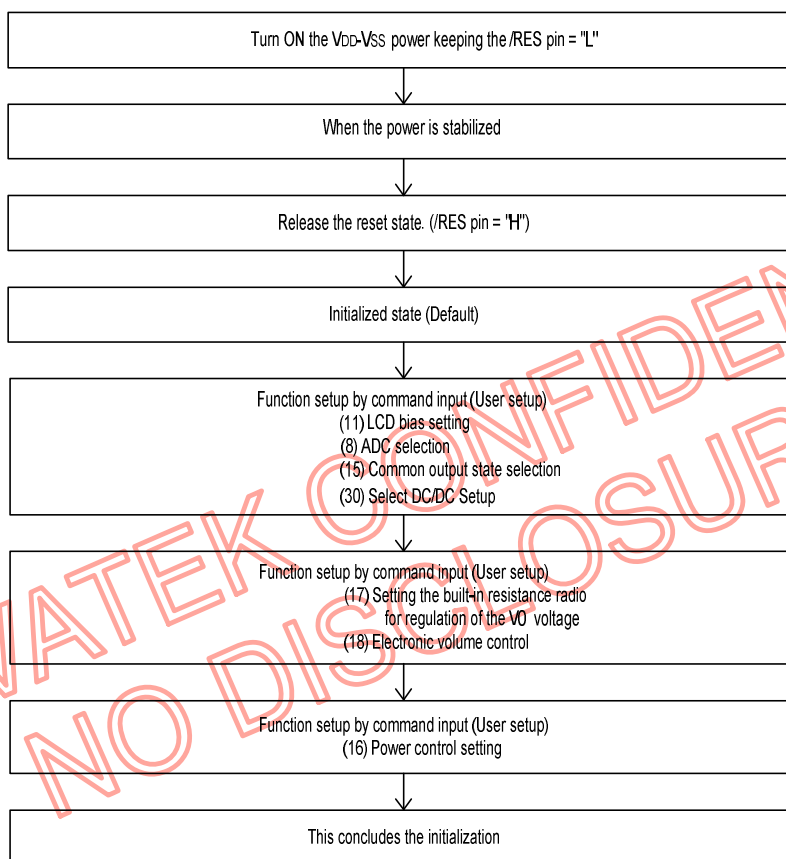 Turn ON the VDD-VSS power keeping the /RES pin = "L"
When the power is stabilized
Release the reset state. (/RES pin = "H")
Initialized state (Default)
Function setup by command input (User setup)
(11) LCD bias setting
(8) ADC selection
(15) Common output state selection
(30) Select DC/DC Setup
Function setup by command input (User setup)
(17) Setting the built-in resistance radio
for regulation of the V0 voltage
(18) Electronic volume control
Function setup by command input (User setup)
(16) Power control setting
This concludes the initialization
WATEK CONFIDEN
NO DISCLOSUR